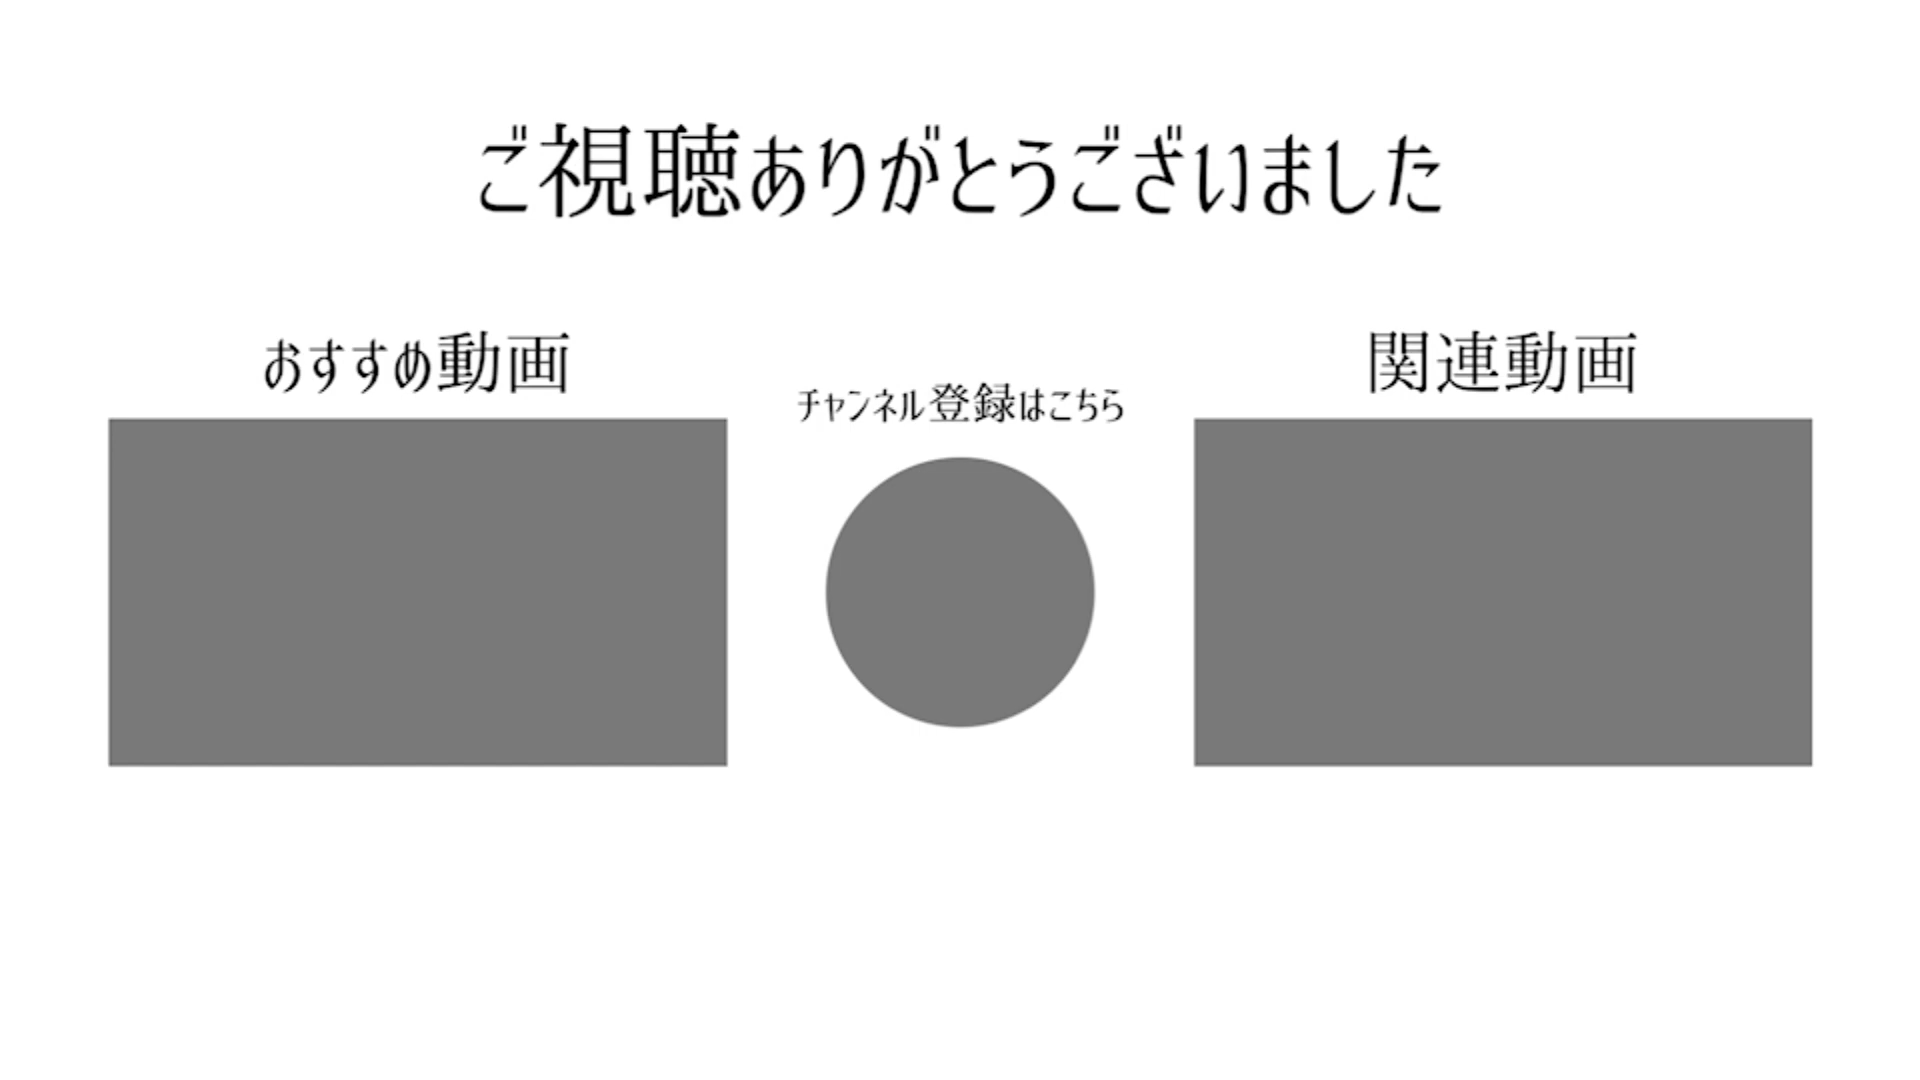 ご視聴ありがとうございました
おすすめ動画
関連動画
チャンネル登録はこちら